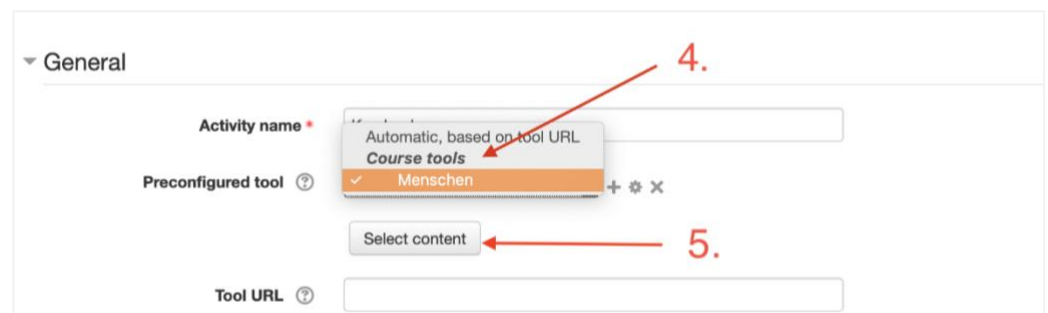 General
4.
Activity name *
Automatic, based on tool URL
Course tools
Preconfigured tool ?
✓ Menschen
Select content
5.
Tool URL ?